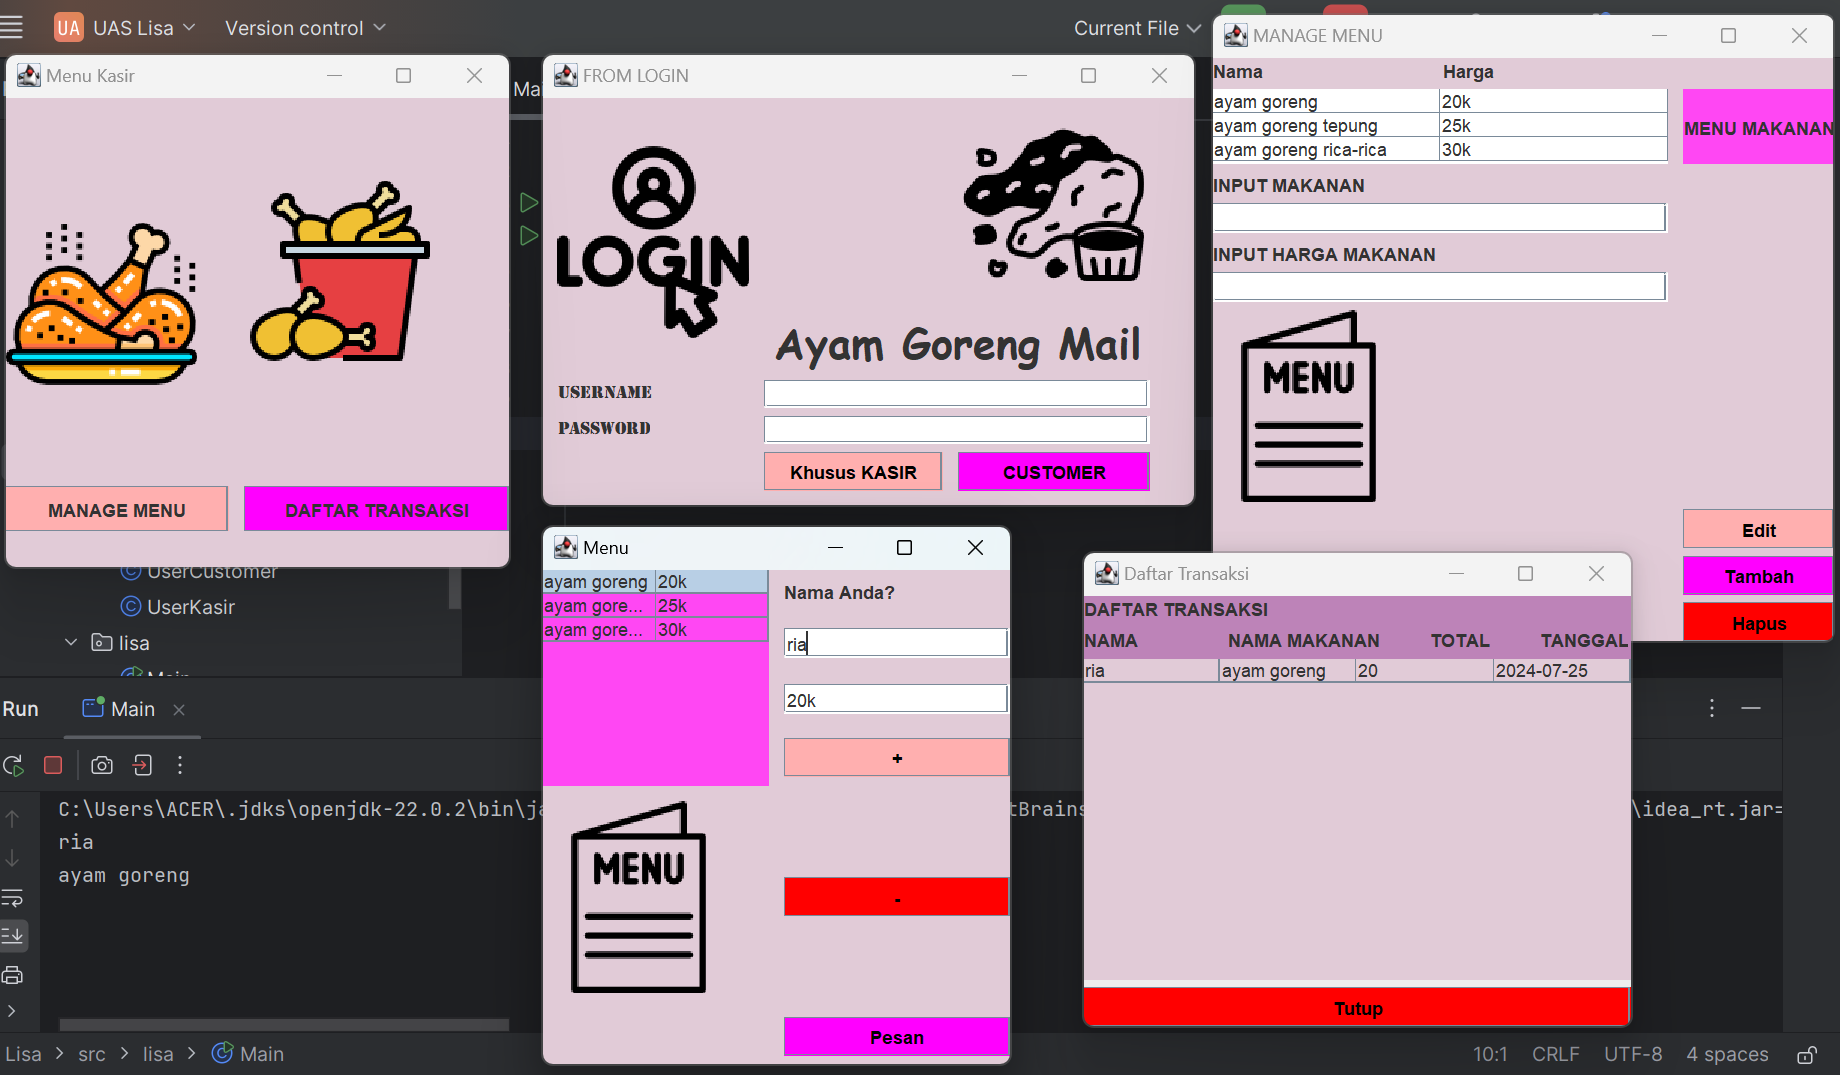 UA UAS Lisa Version control Current File
Menu Kasir
MANAGE MENU DAFTAR TRANSAKSI
FROM LOGIN
LOGIN
Ayam Goreng Mail
USERNAME
PASSWORD
Khusus KASIR CUSTOMER
MANAGE MENU
Nama Harga
ayam goreng 20k
ayam goreng tepung 25k
ayam goreng rica-rica 30k
MENU MAKANAN
INPUT MAKANAN
INPUT HARGA MAKANAN
MENU
Edit
Tambah
Hapus
Menu
ayam goreng 20k
ayam gore... 25k
ayam gore... 30k
Nama Anda?
ria
20k
+
-
MENU
Pesan
Daftar Transaksi
DAFTAR TRANSAKSI
NAMA NAMA MAKANAN TOTAL TANGGAL
ria ayam goreng 20 2024-07-25
Tutup
UserCustomer
UserKasir
lisa
Main
Run Main
C:\Users\ACER\.jdks\openjdk-22.0.2\bin\ja tBrains \idea_rt.jar=
ria
ayam goreng
Lisa > src > lisa > Main 10:1 CRLF UTF-8 4 spaces